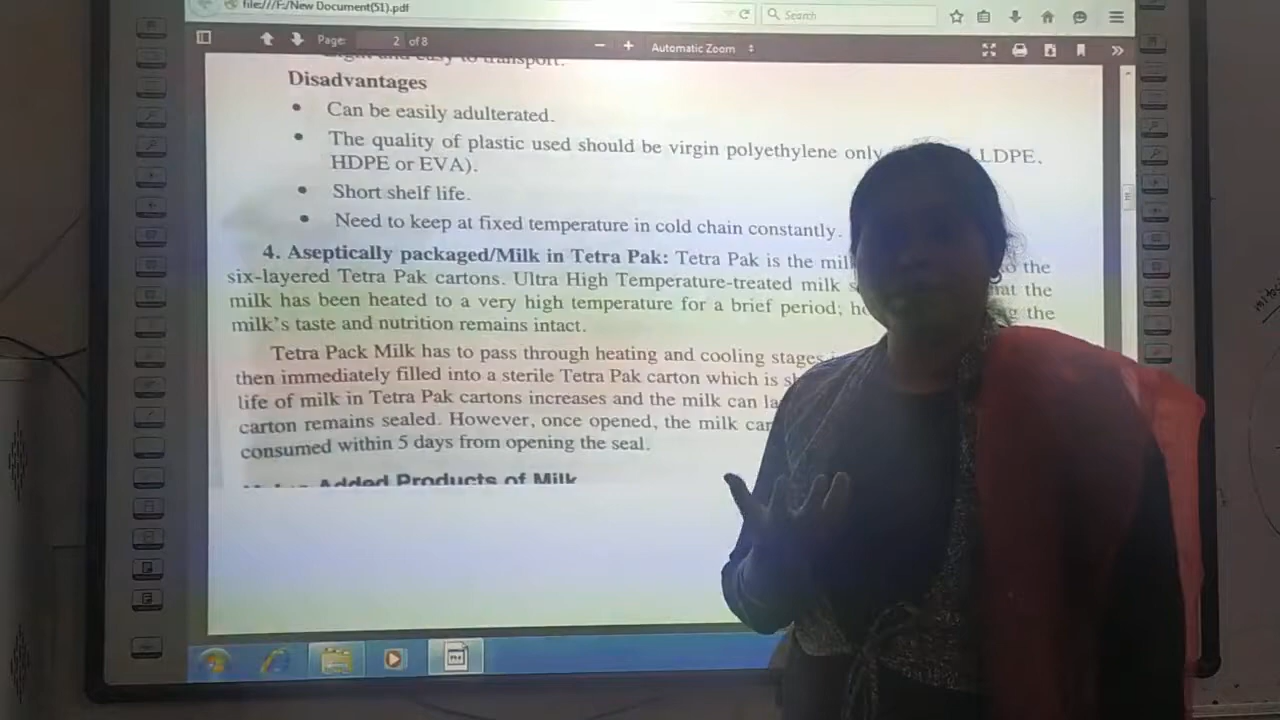 file:///F:/New Document(51).pdf
Search
Page: 2 of 8
Automatic Zoom
easy to transport.
Disadvantages
• Can be easily adulterated.
• The quality of plastic used should be virgin polyethylene only LDPE,
HDPE or EVA).
• Short shelf life.
• Need to keep at fixed temperature in cold chain constantly.
4. Aseptically packaged/Milk in Tetra Pak: Tetra Pak is the the
six-layered Tetra Pak cartons. Ultra High Temperature-treated milk the
milk has been heated to a very high temperature for a brief period; the
milk's taste and nutrition remains intact.
Tetra Pack Milk has to pass through heating and cooling stages
then immediately filled into a sterile Tetra Pak carton which is
life of milk in Tetra Pak cartons increases and the milk can
carton remains sealed. However, once opened, the milk
consumed within 5 days from opening the seal.
Added Products of Milk